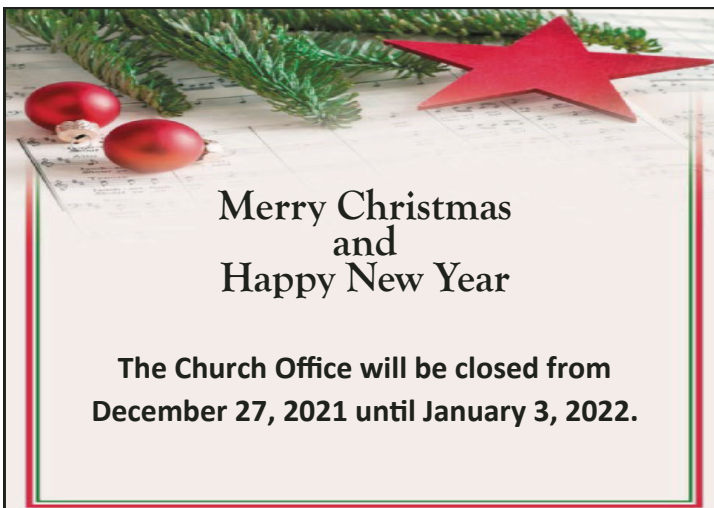 Merry Christmas
and
Happy New Year
The Church Office will be closed from
December 27, 2021 until January 3, 2022.